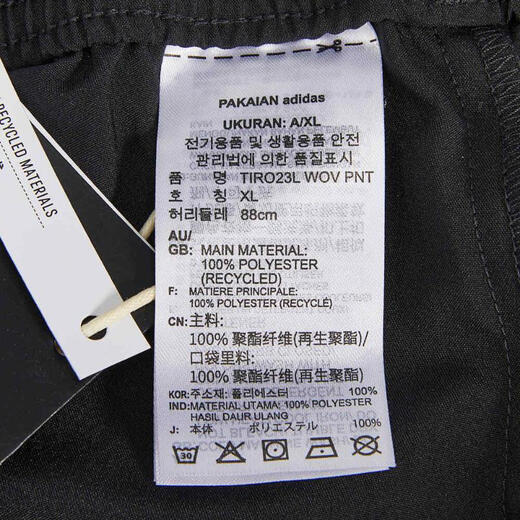 PAKAIAN adidas
UKURAN: A/XL
전기용품 및 생활용품 안전
관리법에 의한 품질표시
품 명 TIRO23L WOV PNT
호 칭 XL
허리둘레 88cm
AU/
GB: MAIN MATERIAL:
100% POLYESTER
(RECYCLED)
F: MATIERE PRINCIPALE:
100% POLYESTER (RECYCLÉ)
CN: 主料:
100% 聚酯纤维(再生聚酯)/
口袋里料:
100% 聚酯纤维(再生聚酯)
KOR: 주소재: 폴리에스터 100%
IND: MATERIAL UTAMA: 100% POLYESTER
HASIL DAUR ULANG
J: 本体 ポリエステル 100%
30
RECYCLED MATERIALS